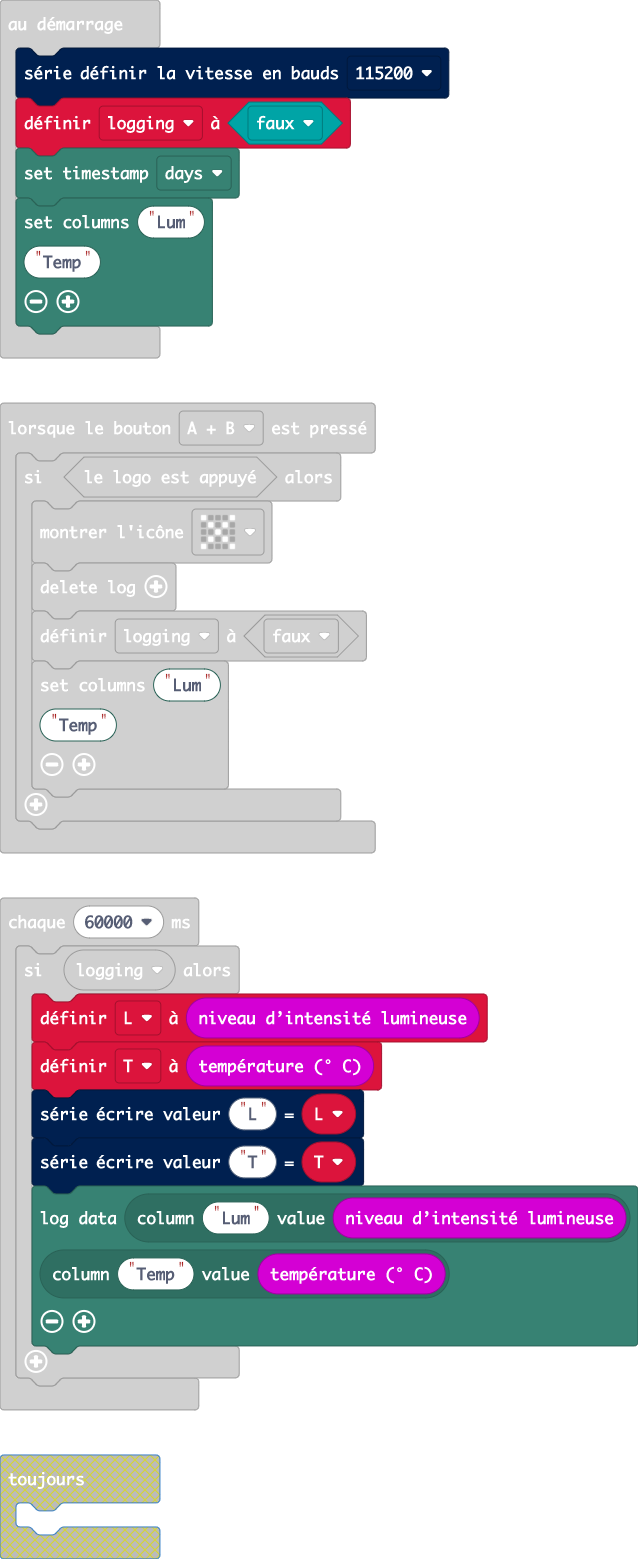 au démarrage
série définir la vitesse en bauds 115200
définir logging à faux
set timestamp days
set columns "Lum"
"Temp"
lorsque le bouton A + B est pressé
si le logo est appuyé alors
montrer l'icône
delete log
définir logging à faux
set columns "Lum"
"Temp"
chaque 60000 ms
si logging alors
définir L à niveau d’intensité lumineuse
définir T à température (° C)
série écrire valeur "L" = L
série écrire valeur "T" = T
log data column "Lum" value niveau d’intensité lumineuse
column "Temp" value température (° C)
toujours